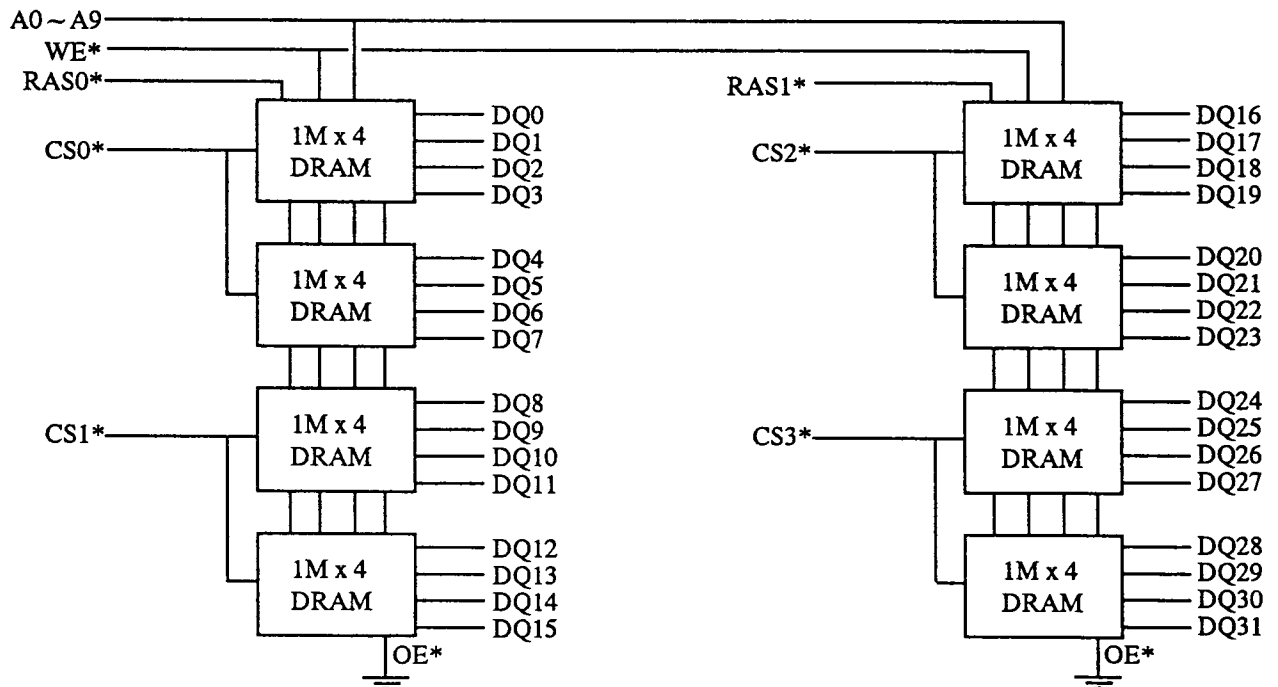 A0 ~ A9
WE*
RAS0*
RAS1*
CS0*
1M x 4
DRAM
DQ0
DQ1
DQ2
DQ3
1M x 4
DRAM
DQ4
DQ5
DQ6
DQ7
CS1*
1M x 4
DRAM
DQ8
DQ9
DQ10
DQ11
1M x 4
DRAM
DQ12
DQ13
DQ14
DQ15
OE*
CS2*
1M x 4
DRAM
DQ16
DQ17
DQ18
DQ19
1M x 4
DRAM
DQ20
DQ21
DQ22
DQ23
CS3*
1M x 4
DRAM
DQ24
DQ25
DQ26
DQ27
1M x 4
DRAM
DQ28
DQ29
DQ30
DQ31
OE*